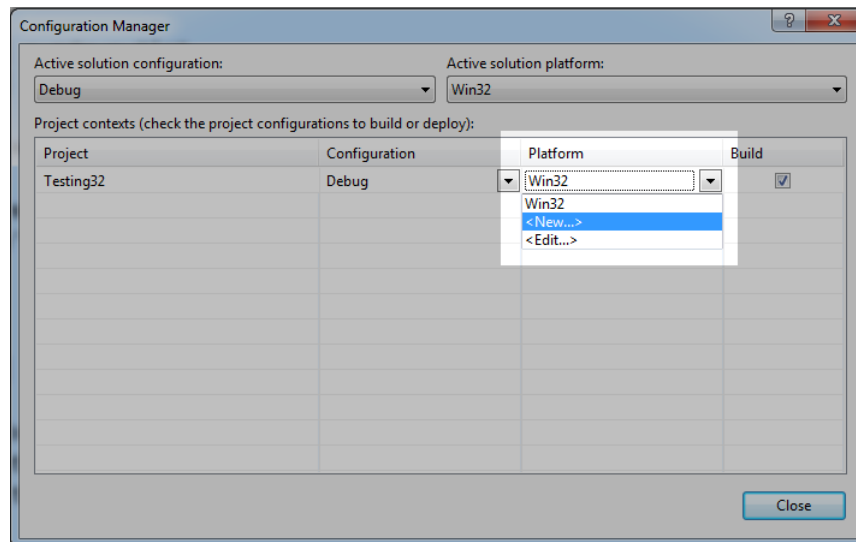 Configuration Manager
Active solution configuration: Active solution platform:
Debug Win32
Project contexts (check the project configurations to build or deploy):
Project Configuration Platform Build
Testing32 Debug Win32
Win32
<New...>
<Edit...>
Close